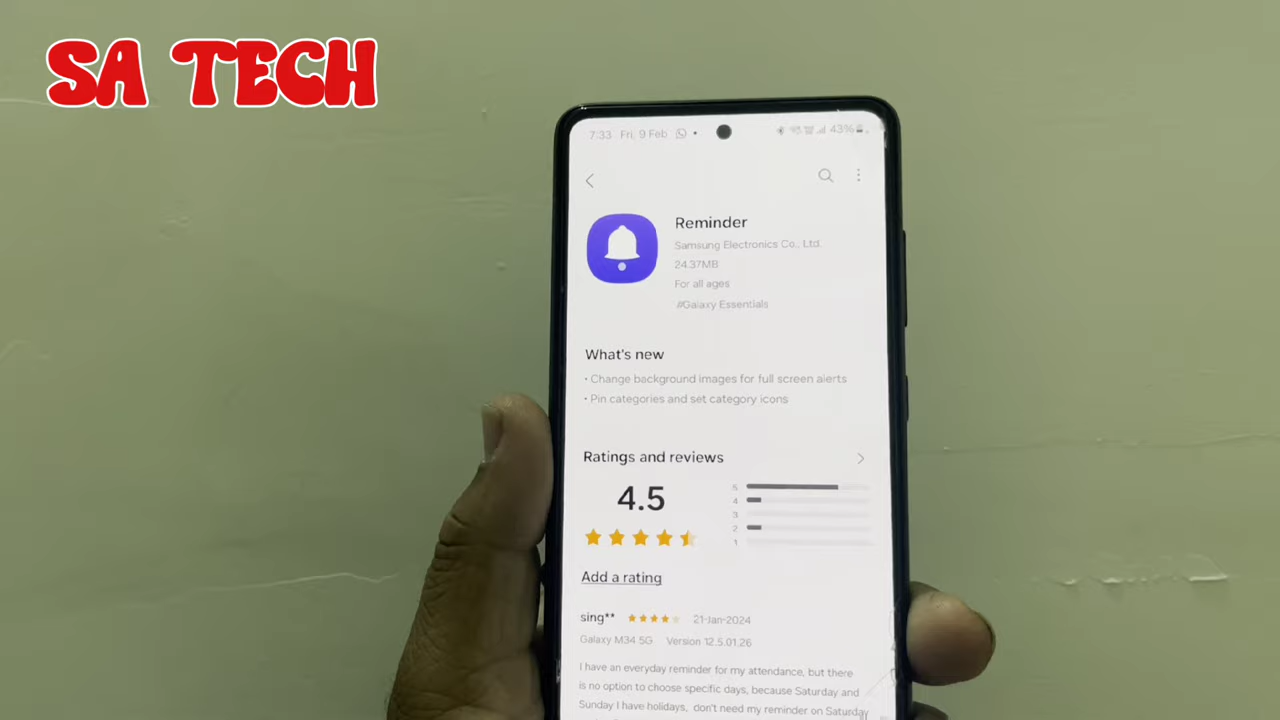 SA TECH
7:33 Fri, 9 Feb
43%
Reminder
Samsung Electronics Co., Ltd.
24.37MB
For all ages
#Galaxy Essentials
What's new
• Change background images for full screen alerts
• Pin categories and set category icons
Ratings and reviews
4.5
5
4
3
2
1
Add a rating
sing** 21-Jan-2024
Galaxy M34 5G Version 12.5.01.26
I have an everyday reminder for my attendance, but there
is no option to choose specific days, because Saturday and
Sunday I have holidays, don't need my reminder on Saturday